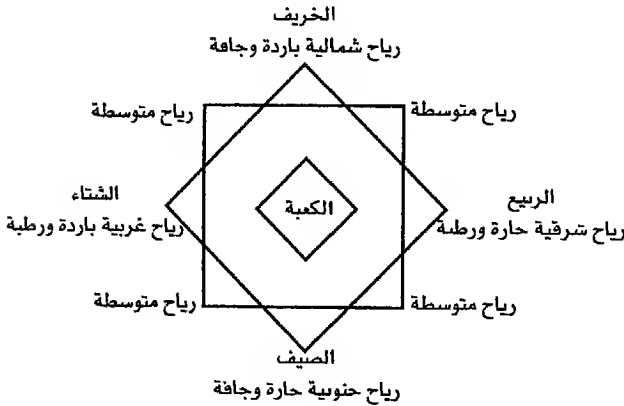 الخريف
رياح شمالية باردة وجافة
رياح متوسطة
رياح متوسطة
الربيع
رياح شرقية حارة ورطبة
الكعبة
الشتاء
رياح غربية باردة ورطبة
رياح متوسطة
رياح متوسطة
الصيف
رياح جنوبية حارة وجافة